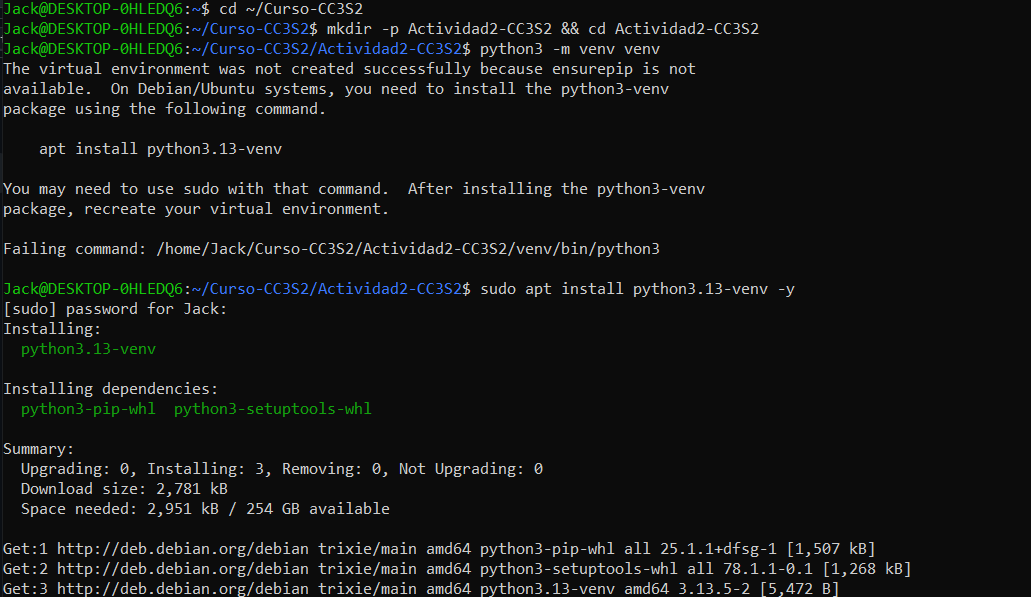 Jack@DESKTOP-0HLEDQ6:~$ cd ~/Curso-CC3S2
Jack@DESKTOP-0HLEDQ6:~/Curso-CC3S2$ mkdir -p Actividad2-CC3S2 && cd Actividad2-CC3S2
Jack@DESKTOP-0HLEDQ6:~/Curso-CC3S2/Actividad2-CC3S2$ python3 -m venv venv
The virtual environment was not created successfully because ensurepip is not
available.  On Debian/Ubuntu systems, you need to install the python3-venv
package using the following command.

    apt install python3.13-venv

You may need to use sudo with that command.  After installing the python3-venv
package, recreate your virtual environment.

Failing command: /home/Jack/Curso-CC3S2/Actividad2-CC3S2/venv/bin/python3

Jack@DESKTOP-0HLEDQ6:~/Curso-CC3S2/Actividad2-CC3S2$ sudo apt install python3.13-venv -y
[sudo] password for Jack:
Installing:
  python3.13-venv

Installing dependencies:
  python3-pip-whl  python3-setuptools-whl

Summary:
  Upgrading: 0, Installing: 3, Removing: 0, Not Upgrading: 0
  Download size: 2,781 kB
  Space needed: 2,951 kB / 254 GB available

Get:1 http://deb.debian.org/debian trixie/main amd64 python3-pip-whl all 25.1.1+dfsg-1 [1,507 kB]
Get:2 http://deb.debian.org/debian trixie/main amd64 python3-setuptools-whl all 78.1.1-0.1 [1,268 kB]
Get:3 http://deb.debian.org/debian trixie/main amd64 python3.13-venv amd64 3.13.5-2 [5,472 B]